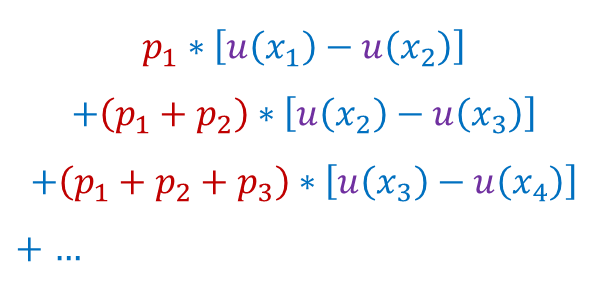 p₁ ∗ [u(x₁) − u(x₂)]
+(p₁ + p₂) ∗ [u(x₂) − u(x₃)]
+(p₁ + p₂ + p₃) ∗ [u(x₃) − u(x₄)]
+ ...